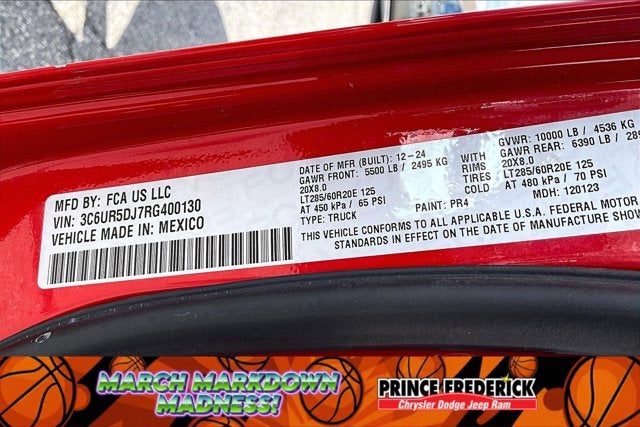 MFD BY: FCA US LLC
VIN: 3C6UR5DJ7RG400130
VEHICLE MADE IN: MEXICO
DATE OF MFR (BUILT): 12-24
GAWR FRONT: 5500 LB / 2495 KG
20X8.0
LT285/60R20E 125
AT 450 kPa / 65 PSI
TYPE: TRUCK
WITH
RIMS
TIRES
COLD
PAINT: PR4
GVWR: 10000 LB / 4536 KG
GAWR REAR: 6390 LB /
20X8.0
LT285/60R20E 125
AT 480 kPa / 70 PSI
MDH: 120123
THIS VEHICLE CONFORMS TO ALL APPLICABLE U.S.A. FEDERAL MOTOR
STANDARDS IN EFFECT ON THE DATE OF MANUFACTURE SHOW
MARCH MARKDOWN
MADNESS!
PRINCE FREDERICK
Chrysler Dodge Jeep Ram